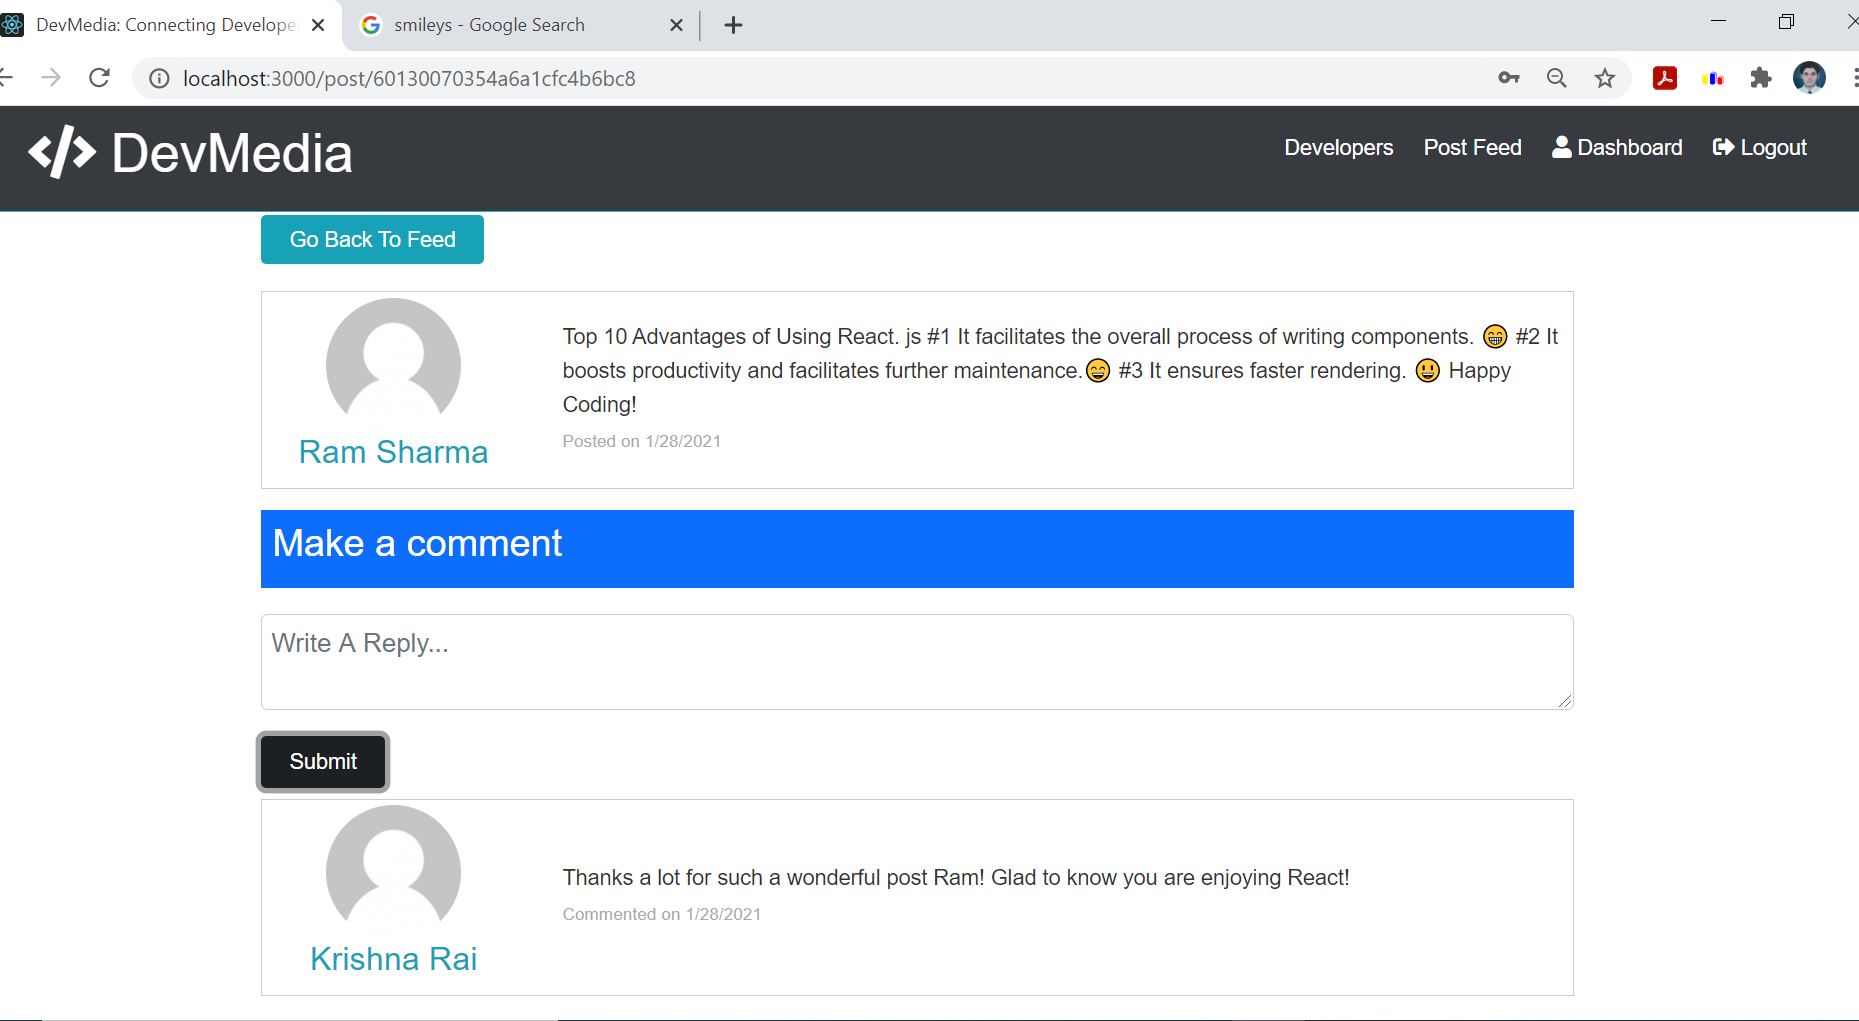 DevMedia: Connecting Develope
smileys - Google Search
localhost:3000/post/60130070354a6a1cfc4b6bc8
</> DevMedia
Developers Post Feed Dashboard Logout
Go Back To Feed
Top 10 Advantages of Using React. js #1 It facilitates the overall process of writing components. 😁 #2 It
boosts productivity and facilitates further maintenance.😄 #3 It ensures faster rendering. 😃 Happy
Coding!
Posted on 1/28/2021
Ram Sharma
Make a comment
Write A Reply...
Submit
Thanks a lot for such a wonderful post Ram! Glad to know you are enjoying React!
Commented on 1/28/2021
Krishna Rai